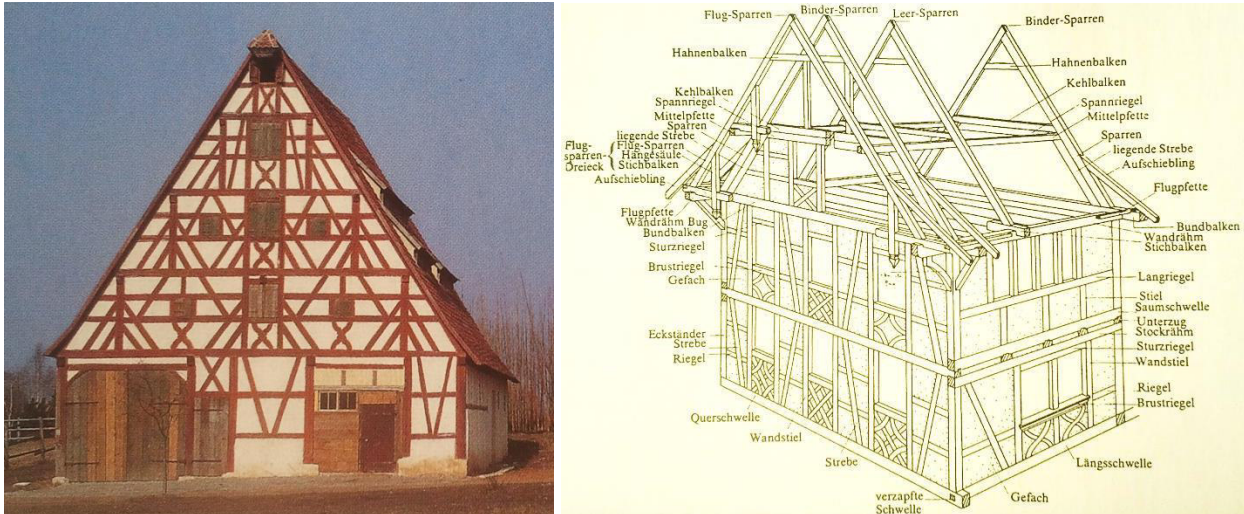 Flug-Sparren
Binder-Sparren
Leer-Sparren
Binder-Sparren
Hahnenbalken
Kehlbalken
Spannriegel
Mittelpfette
Sparren
liegende Strebe
Flug-
sparren-
Dreieck
Flug-Sparren
Hängesäule
Stichbalken
Aufschiebling
Flugpfette
Wandrähm Bug
Bundbalken
Sturzriegel
Brustriegel
Gefach
Eckständer
Strebe
Riegel
Querschwelle
Wandstiel
Strebe
verzapfte
Schwelle
Hahnenbalken
Kehlbalken
Spannriegel
Mittelpfette
Sparren
liegende Strebe
Aufschiebling
Flugpfette
Bundbalken
Wandrähm
Stichbalken
Langriegel
Stiel
Saumschwelle
Unterzug
Stockrähm
Sturzriegel
Wandstiel
Riegel
Brustriegel
Längsschwelle
Gefach